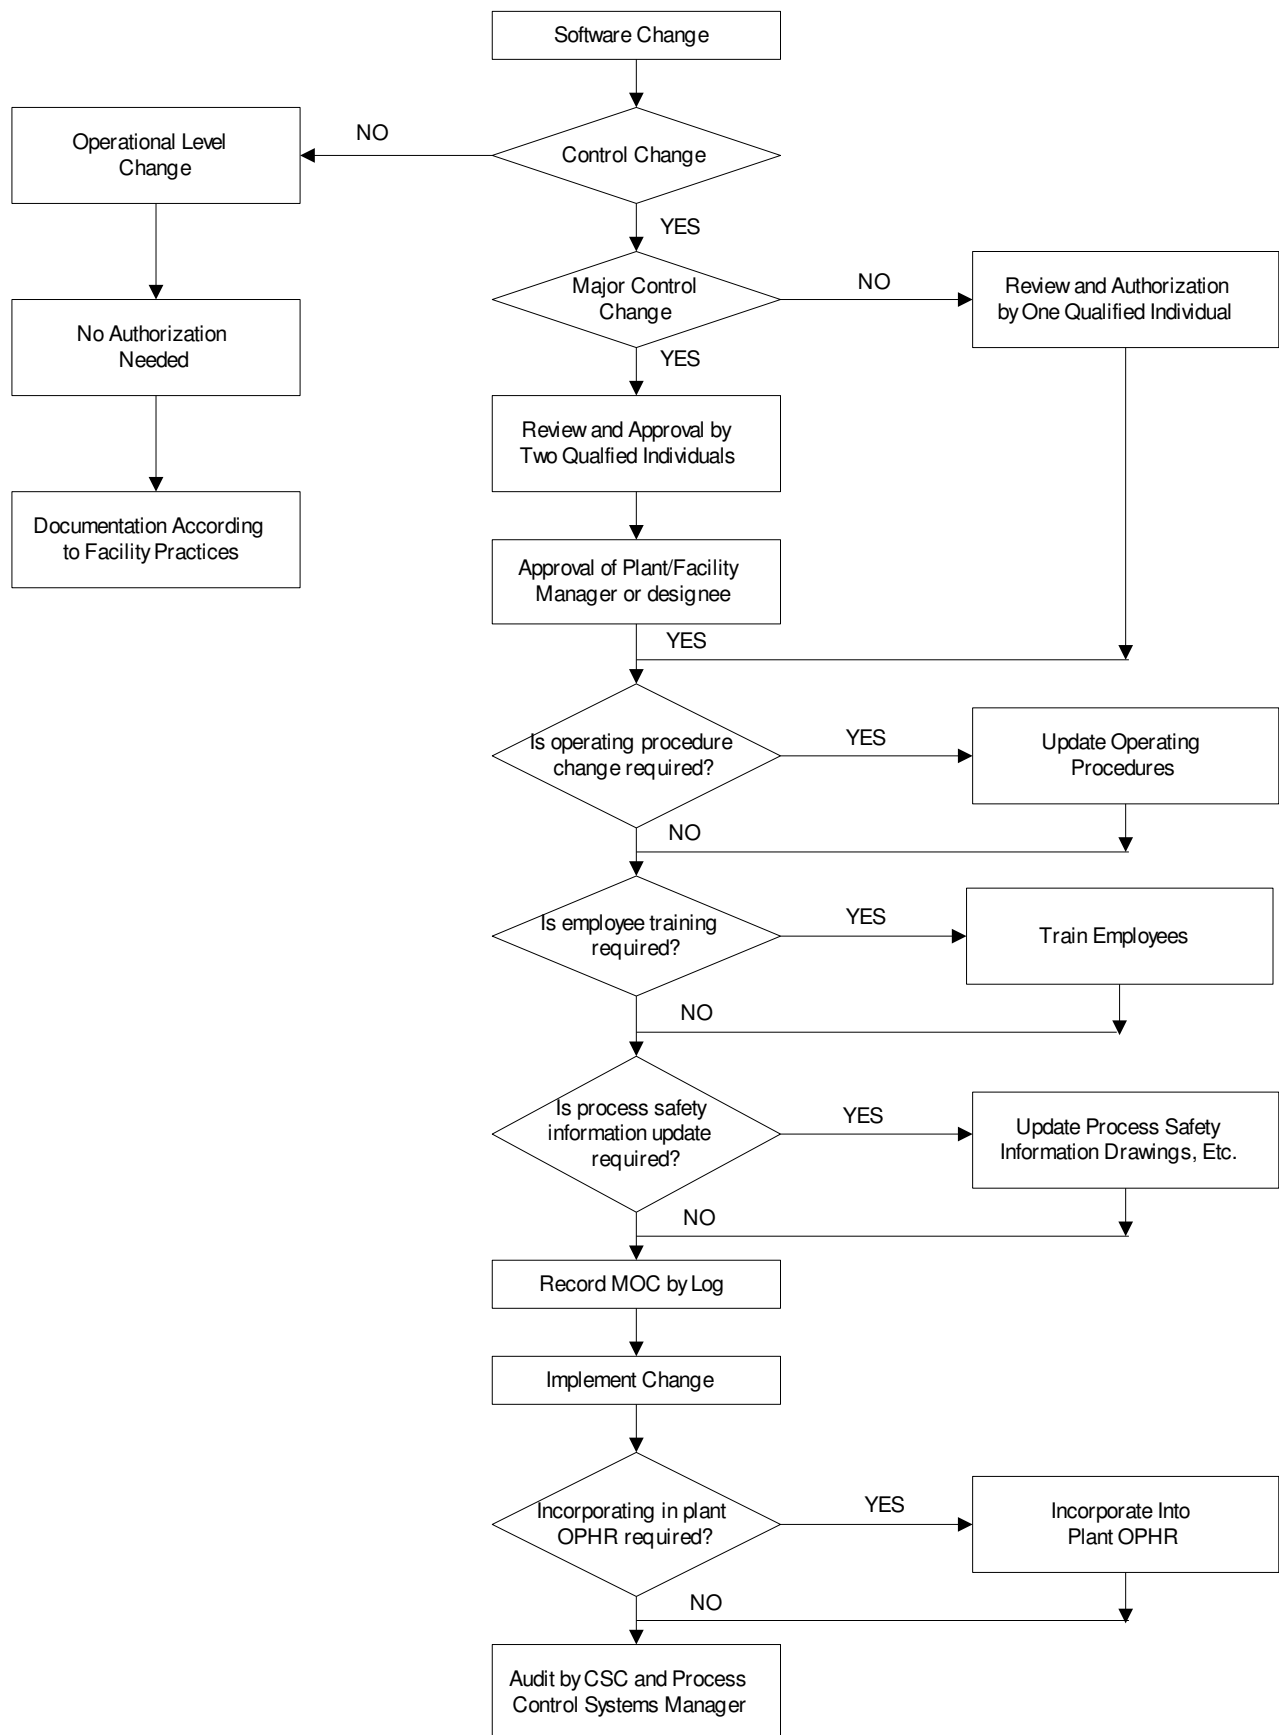 Software Change
Operational Level
Change
NO
Control Change
YES
Major Control
Change
NO
Review and Authorization
by One Qualified Individual
No Authorization
Needed
YES
Review and Approval by
Two Qualfied Individuals
Documentation According
to Facility Practices
Approval of Plant/Facility
Manager or designee
YES
Is operating procedure
change required?
YES
Update Operating
Procedures
NO
Is employee training
required?
YES
Train Employees
NO
Is process safety
information update
required?
YES
Update Process Safety
Information Drawings, Etc.
NO
Record MOC by Log
Implement Change
Incorporating in plant
OPHR required?
YES
Incorporate Into
Plant OPHR
NO
Audit by CSC and Process
Control Systems Manager